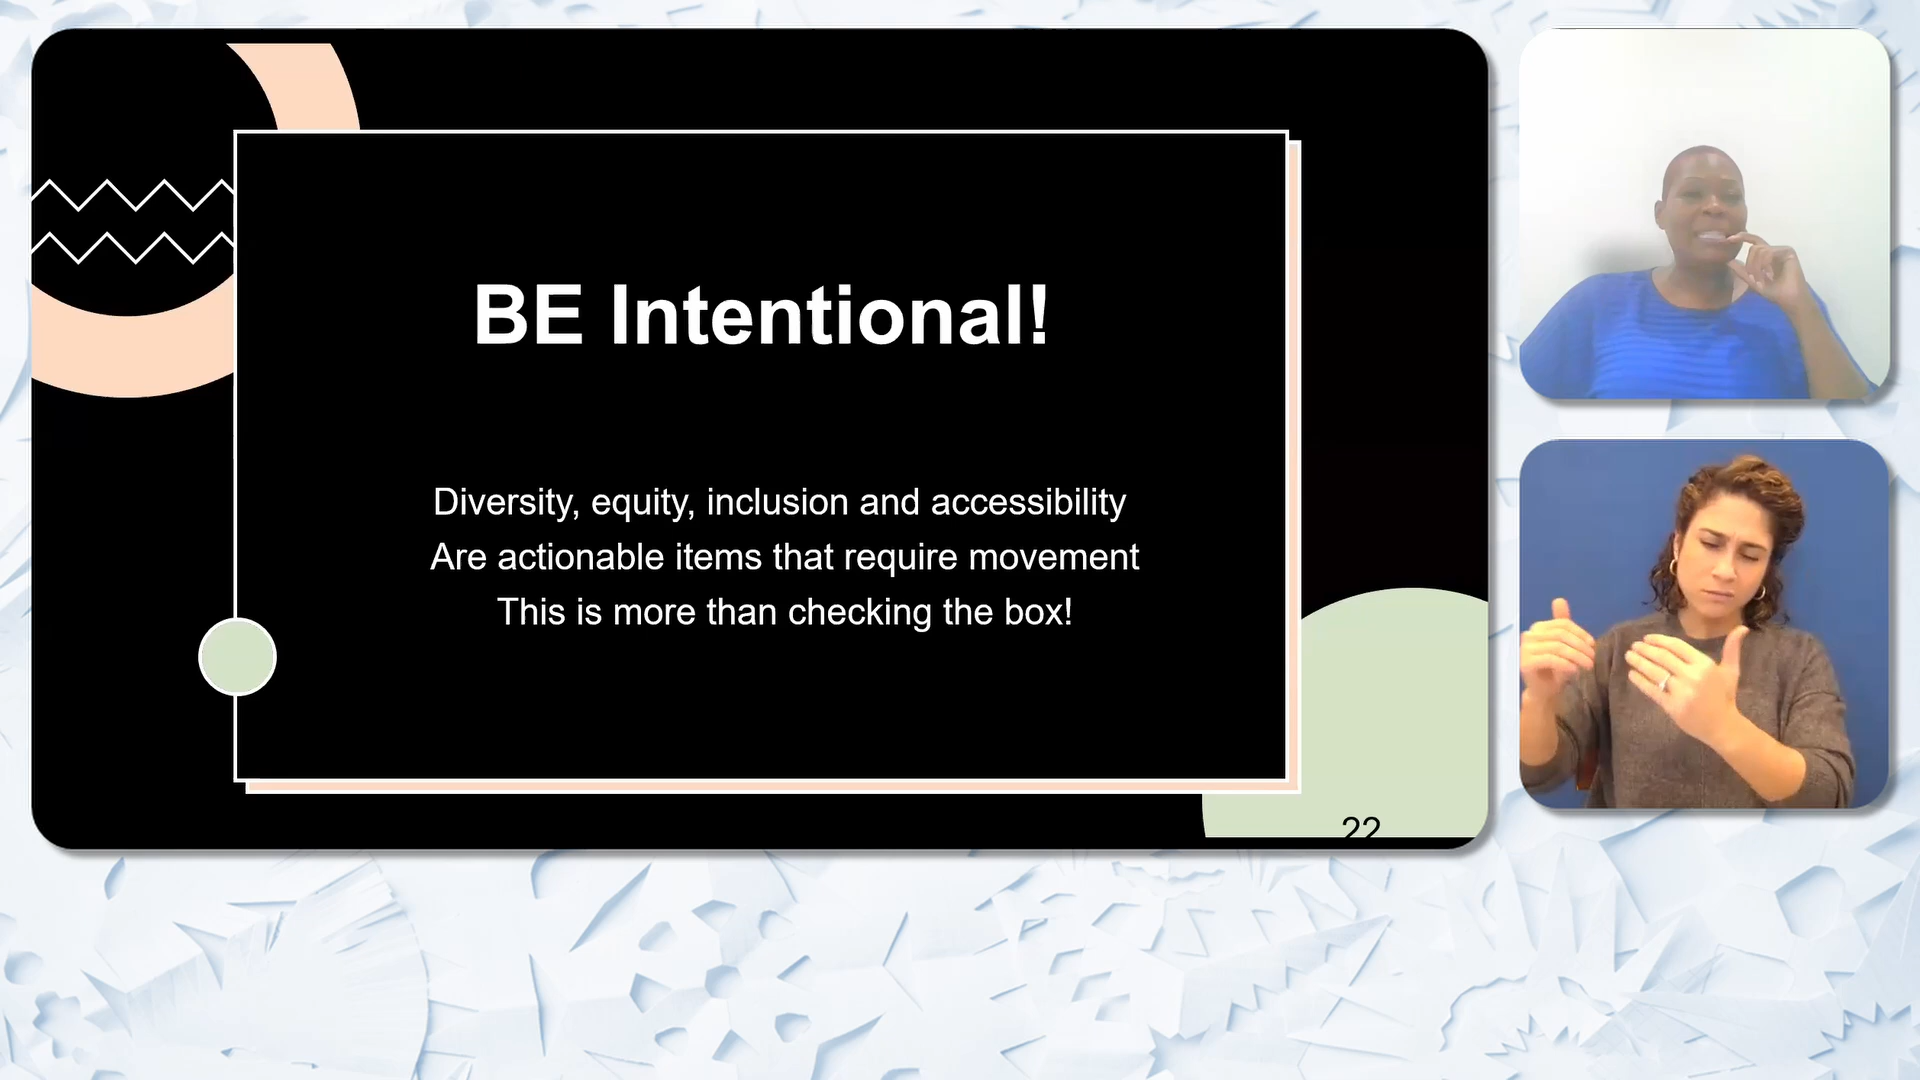 BE Intentional!
Diversity, equity, inclusion and accessibility
Are actionable items that require movement
This is more than checking the box!
22